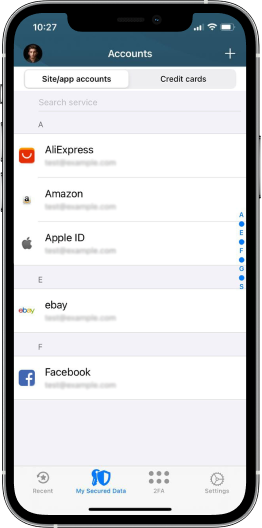 10:27
Accounts +
Site/app accounts Credit cards
Search service
A
AliExpress
test@example.com
Amazon
test@example.com
Apple ID
test@example.com
A
E
F
G
S
E
ebay
ebay
test@example.com
F
Facebook
test@example.com
Recent My Secured Data 2FA Settings